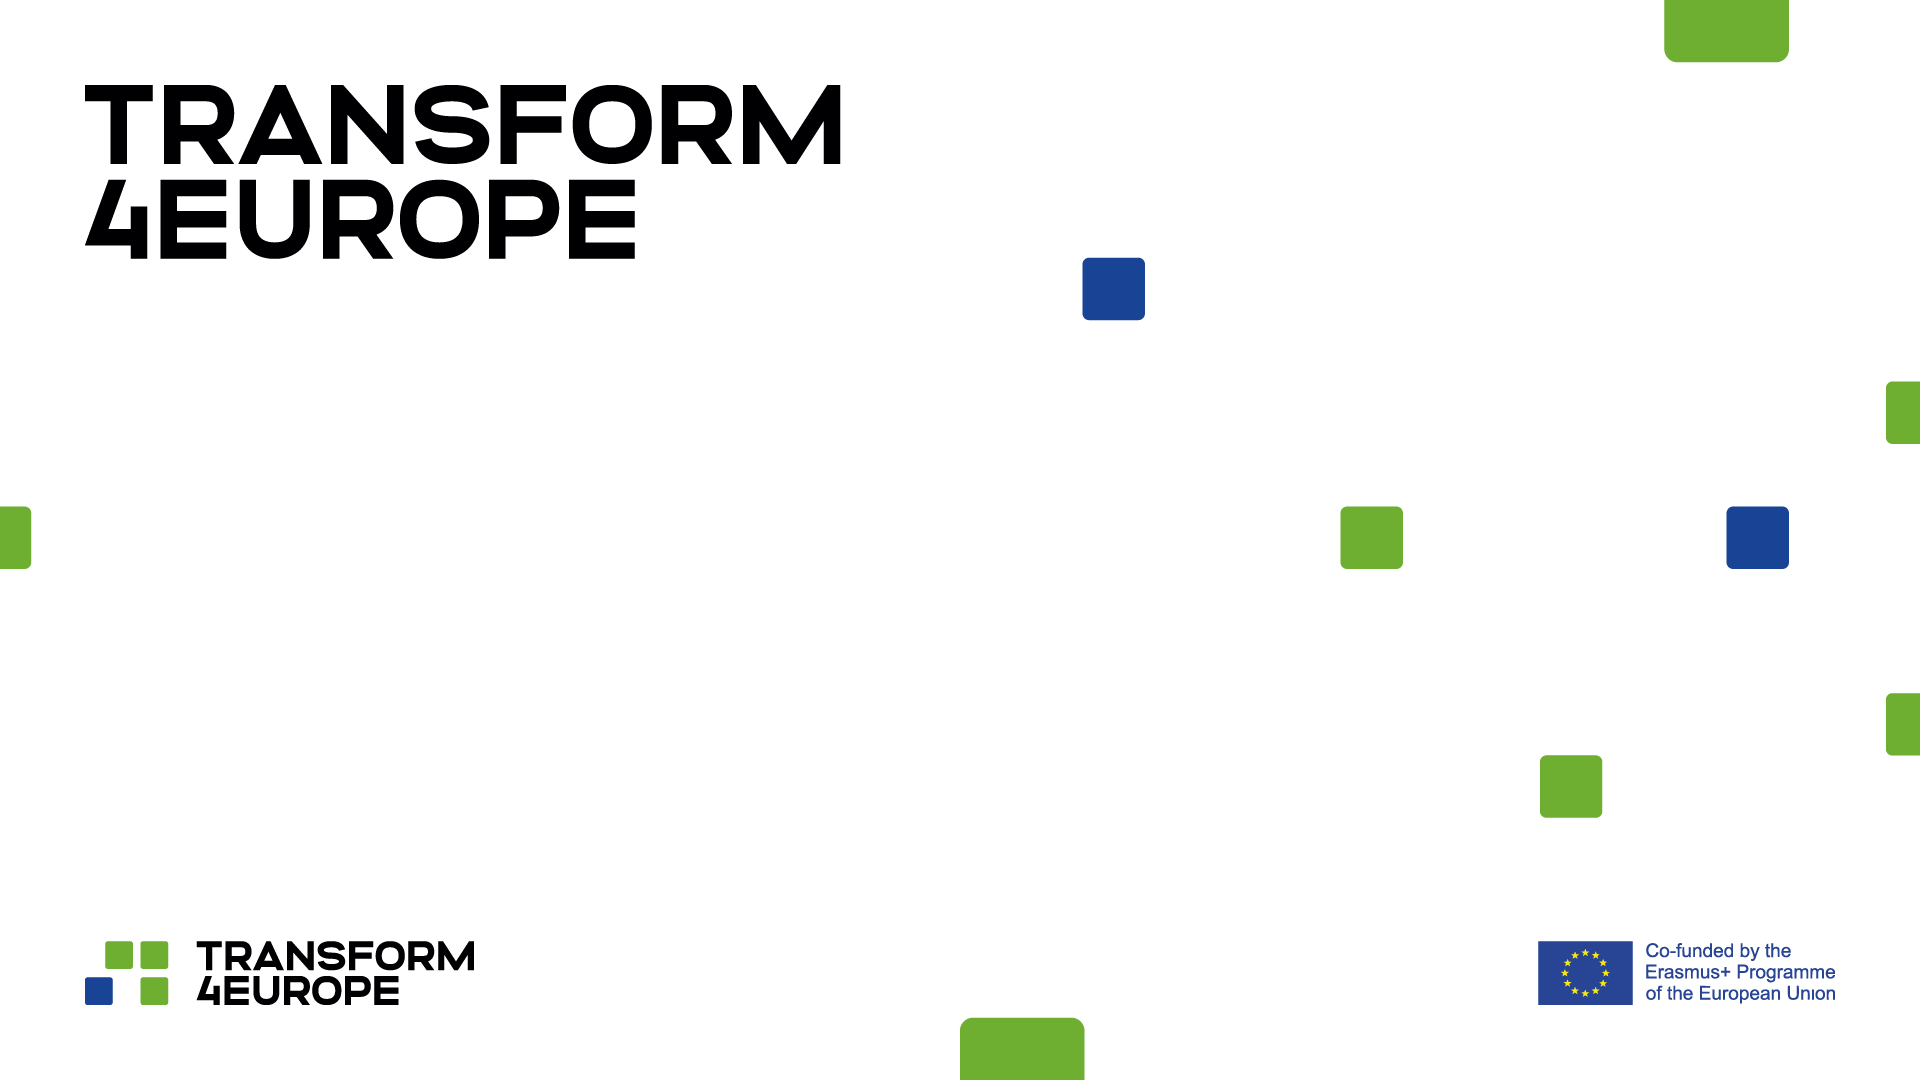 TRANSFORM
4EUROPE
TRANSFORM
4EUROPE
Co-funded by the
Erasmus+ Programme
of the European Union